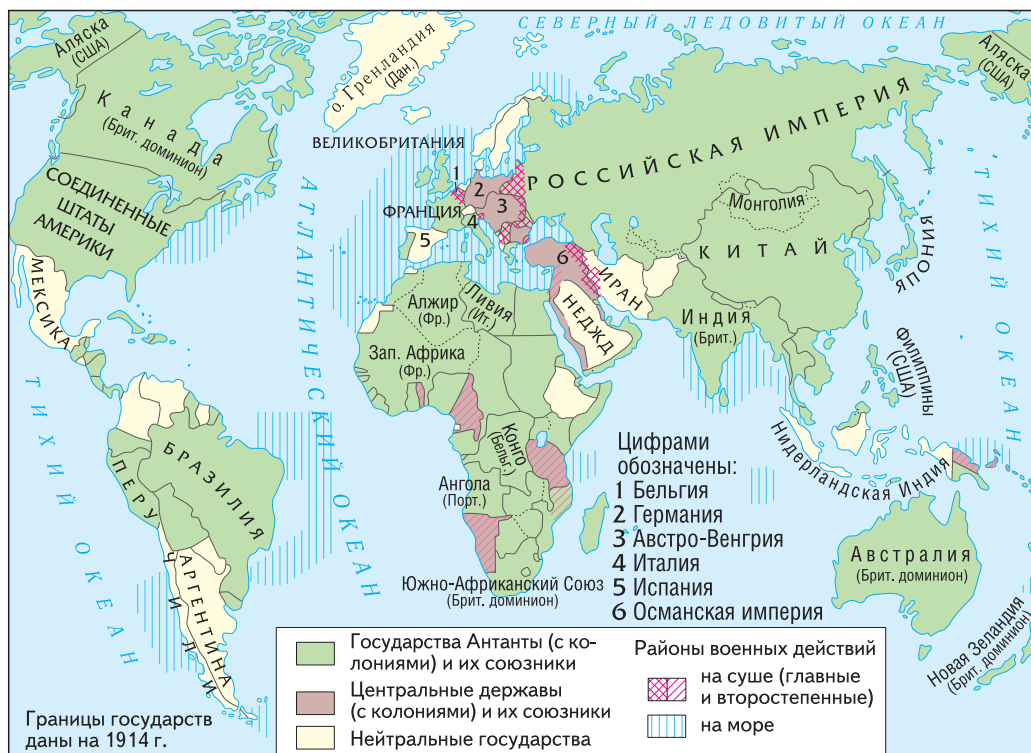 СЕВЕРНЫЙ ЛЕДОВИТЫЙ ОКЕАН
Аляска
(США)
Аляска
(США)
о. Гренландия
(Дан.)
Канада
(Брит. доминион)
ВЕЛИКОБРИТАНИЯ
РОССИЙСКАЯ ИМПЕРИЯ
СОЕДИНЕННЫЕ
ШТАТЫ
АМЕРИКИ
АТЛАНТИЧЕСКИЙ ОКЕАН
ФРАНЦИЯ
1
2
3
4
5
6
Монголия
КИТАЙ
ЯПОНИЯ
ТИХИЙ ОКЕАН
МЕКСИКА
Алжир
(Фр.)
Ливия
(Ит.)
ИРАН
НЕДЖД
Индия
(Брит.)
Зап. Африка
(Фр.)
Филиппины
(США)
ТИХИЙ ОКЕАН
БРАЗИЛИЯ
ПЕРУ
Конго
(Бельг.)
Ангола
(Порт.)
Нидерландская Индия
ЧИЛИ
АРГЕНТИНА
Южно-Африканский Союз
(Брит. доминион)
Австралия
(Брит. доминион)
Новая Зеландия
(Брит. доминион)
Цифрами
обозначены:
1 Бельгия
2 Германия
3 Австро-Венгрия
4 Италия
5 Испания
6 Османская империя
Границы государств
даны на 1914 г.
Государства Антанты (с ко-
лониями) и их союзники
Центральные державы
(с колониями) и их союзники
Нейтральные государства
Районы военных действий
на суше (главные
и второстепенные)
на море